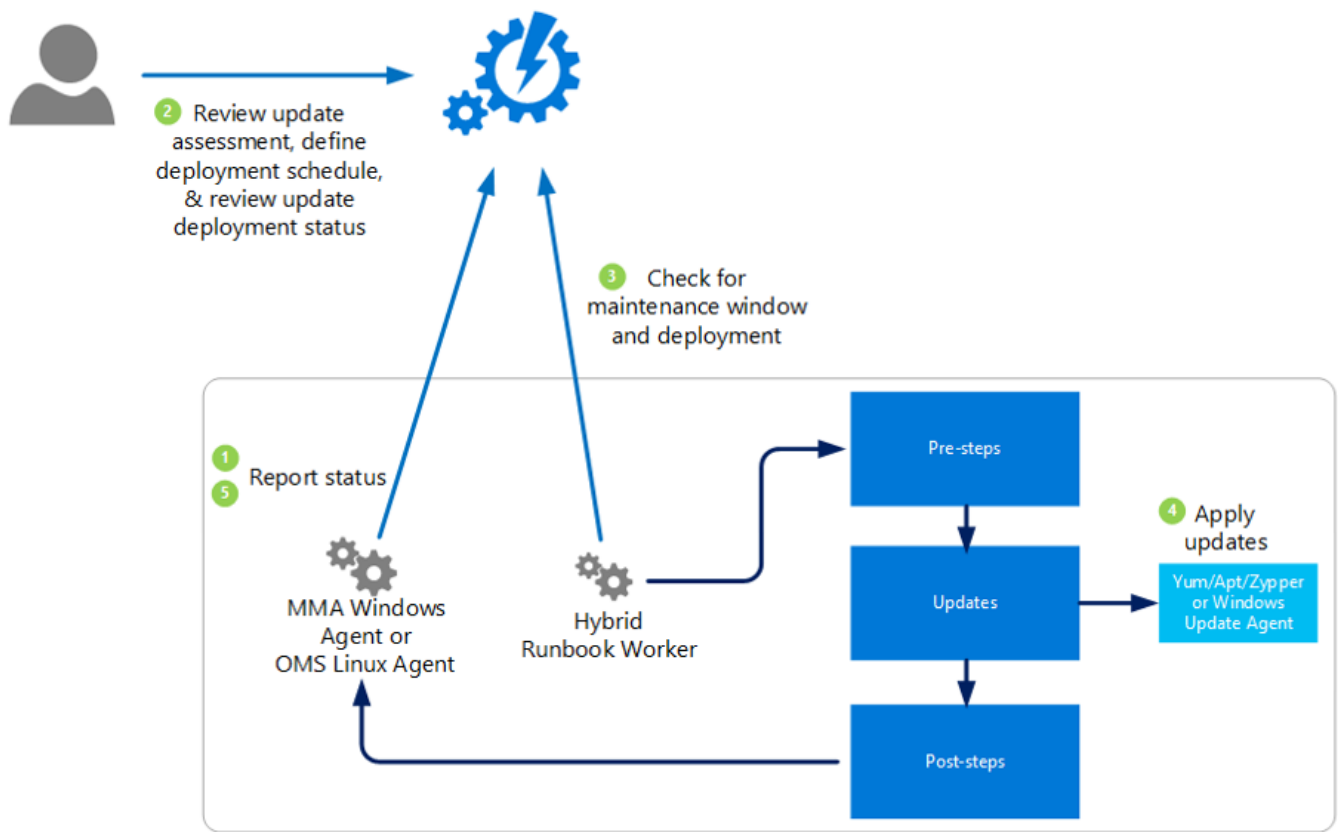 2 Review update
assessment, define
deployment schedule,
& review update
deployment status
3 Check for
maintenance window
and deployment
1
5
Report status
MMA Windows
Agent or
OMS Linux Agent
Hybrid
Runbook Worker
Pre-steps
Updates
Post-steps
4 Apply
updates
Yum/Apt/Zypper
or Windows
Update Agent